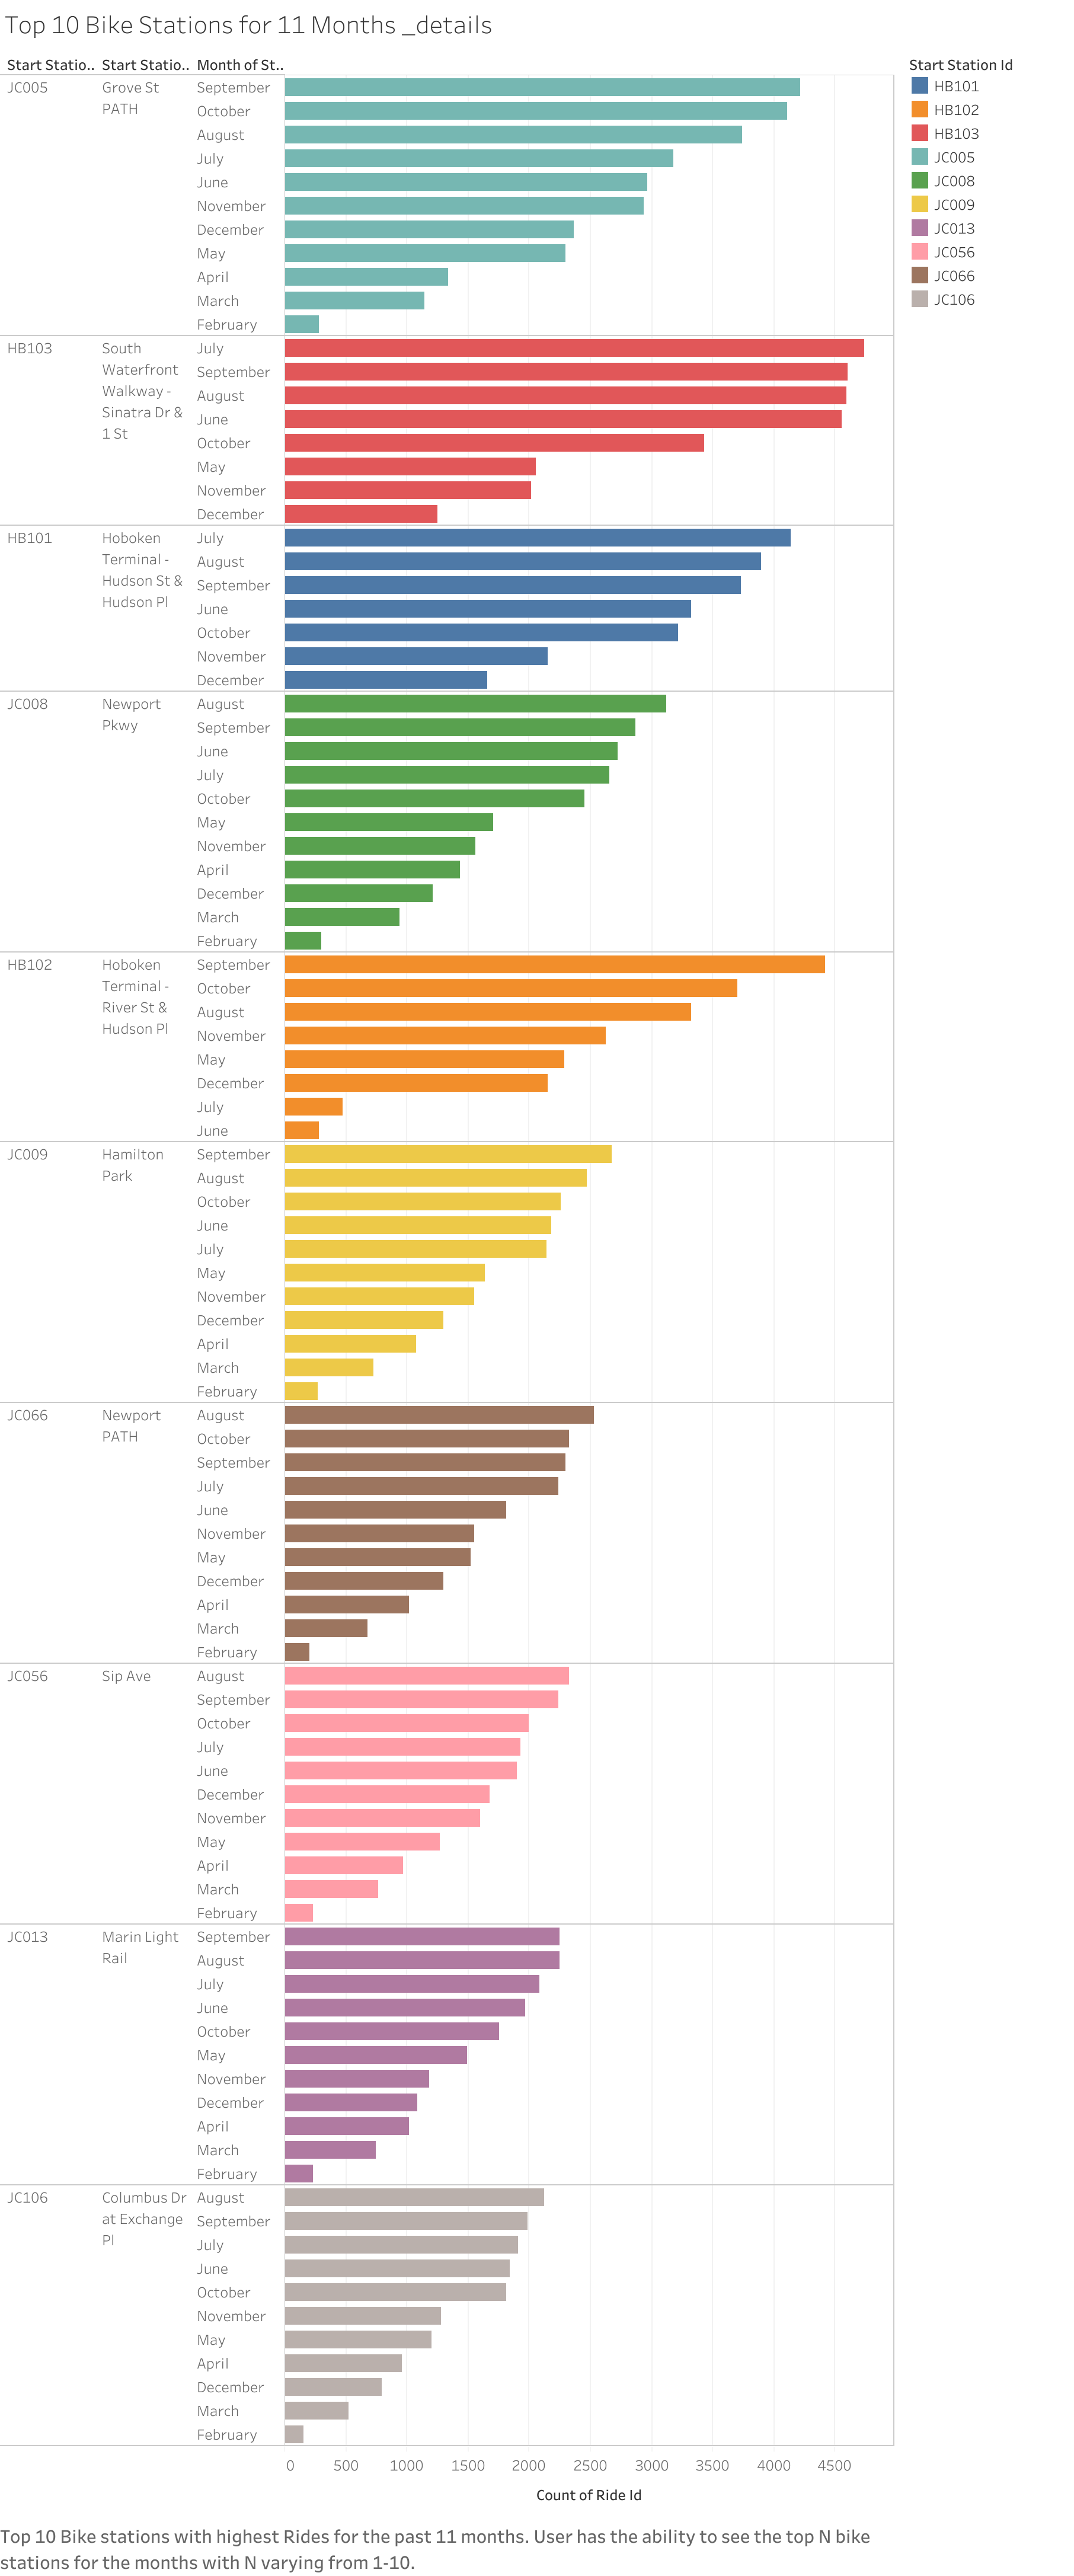 Top 10 Bike Stations for 11 Months _details
Start Statio.. Start Statio.. Month of St..
Start Station Id
HB101
HB102
HB103
JC005
JC008
JC009
JC013
JC056
JC066
JC106
JC005
Grove St
PATH
September
October
August
July
June
November
December
May
April
March
February
HB103
South
Waterfront
Walkway -
Sinatra Dr &
1 St
July
September
August
June
October
May
November
December
HB101
Hoboken
Terminal -
Hudson St &
Hudson Pl
July
August
September
June
October
November
December
JC008
Newport
Pkwy
August
September
June
July
October
May
November
April
December
March
February
HB102
Hoboken
Terminal -
River St &
Hudson Pl
September
October
August
November
May
December
July
June
JC009
Hamilton
Park
September
August
October
June
July
May
November
December
April
March
February
JC066
Newport
PATH
August
October
September
July
June
November
May
December
April
March
February
JC056
Sip Ave
August
September
October
July
June
December
November
May
April
March
February
JC013
Marin Light
Rail
September
August
July
June
October
May
November
December
April
March
February
JC106
Columbus Dr
at Exchange
Pl
August
September
July
June
October
November
May
April
December
March
February
0 500 1000 1500 2000 2500 3000 3500 4000 4500
Count of Ride Id
Top 10 Bike stations with highest Rides for the past 11 months. User has the ability to see the top N bike
stations for the months with N varying from 1-10.